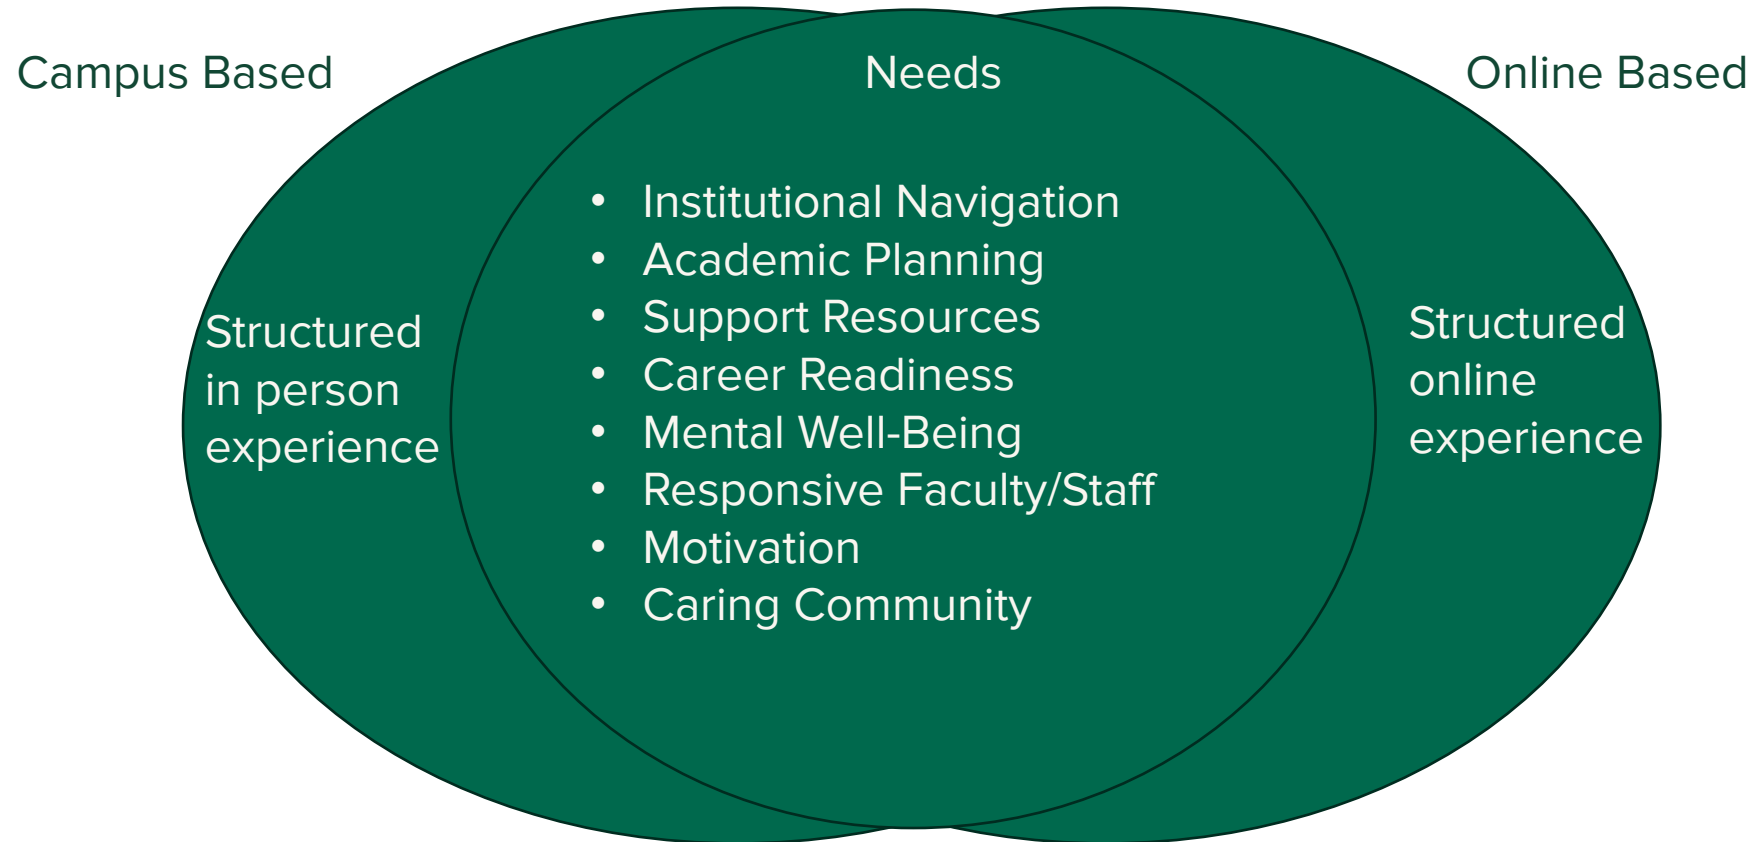 Campus Based
Needs
Online Based
• Institutional Navigation
• Academic Planning
• Support Resources
• Career Readiness
• Mental Well-Being
• Responsive Faculty/Staff
• Motivation
• Caring Community
Structured
in person
experience
Structured
online
experience